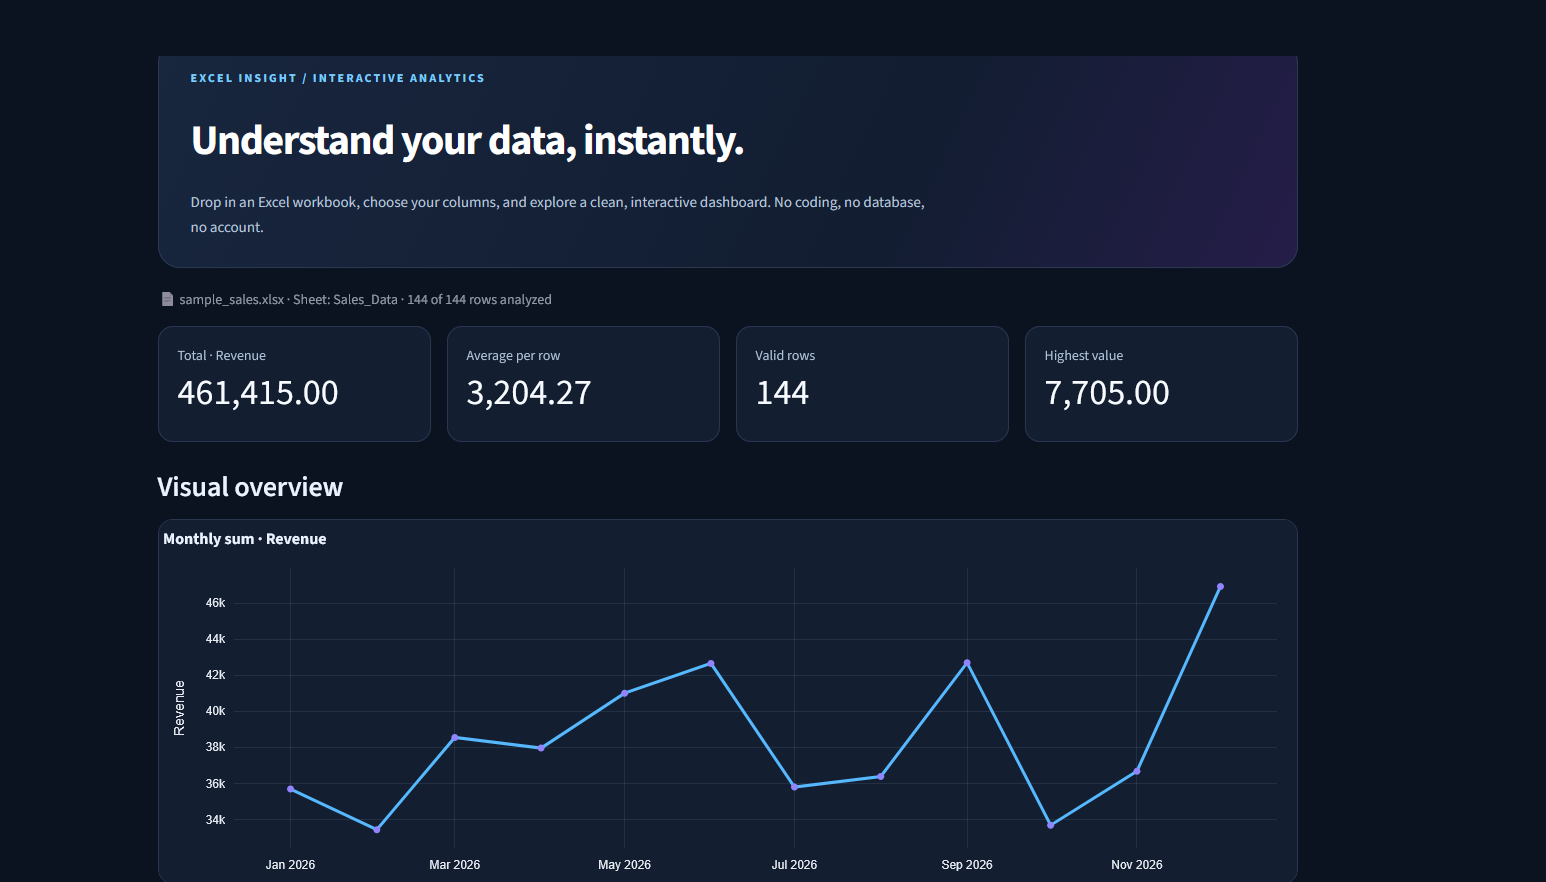 EXCEL INSIGHT / INTERACTIVE ANALYTICS
Understand your data, instantly.
Drop in an Excel workbook, choose your columns, and explore a clean, interactive dashboard. No coding, no database,
no account.
sample_sales.xlsx · Sheet: Sales_Data · 144 of 144 rows analyzed
Total · Revenue
461,415.00
Average per row
3,204.27
Valid rows
144
Highest value
7,705.00
Visual overview
Monthly sum · Revenue
Revenue
46k
44k
42k
40k
38k
36k
34k
Jan 2026
Mar 2026
May 2026
Jul 2026
Sep 2026
Nov 2026